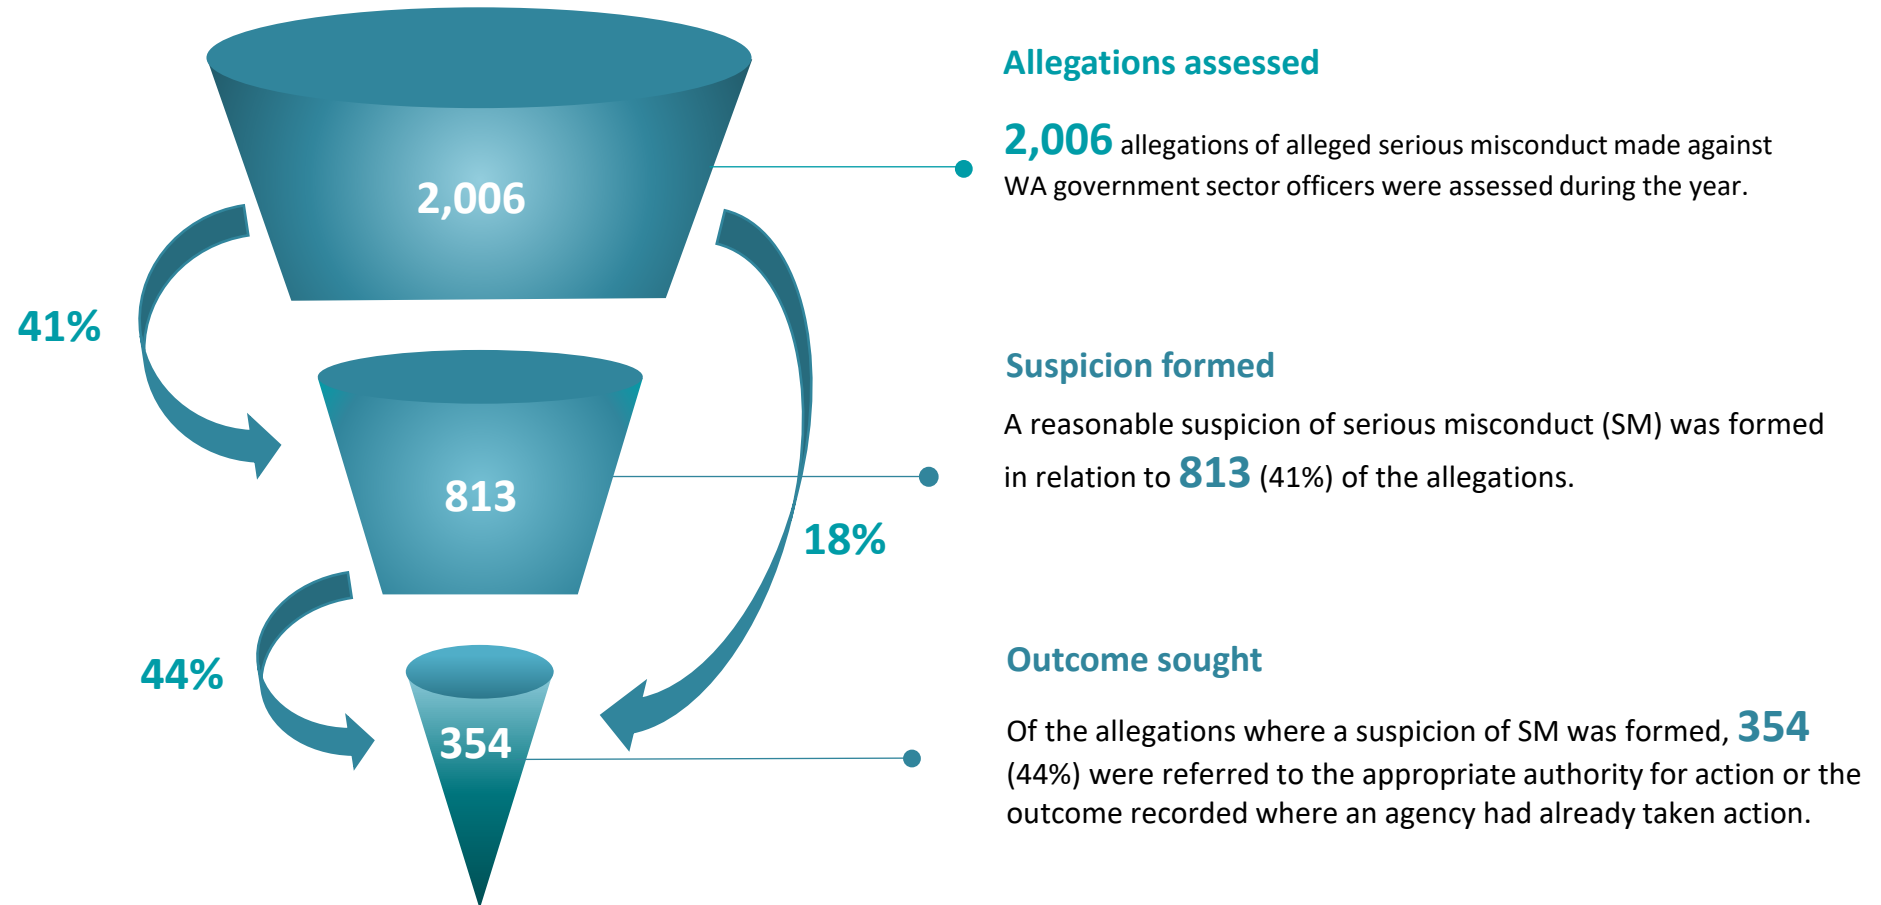 2,006
41%
813
18%
44%
354
Allegations assessed
2,006 allegations of alleged serious misconduct made against
WA government sector officers were assessed during the year.
Suspicion formed
A reasonable suspicion of serious misconduct (SM) was formed
in relation to 813 (41%) of the allegations.
Outcome sought
Of the allegations where a suspicion of SM was formed, 354
(44%) were referred to the appropriate authority for action or the
outcome recorded where an agency had already taken action.